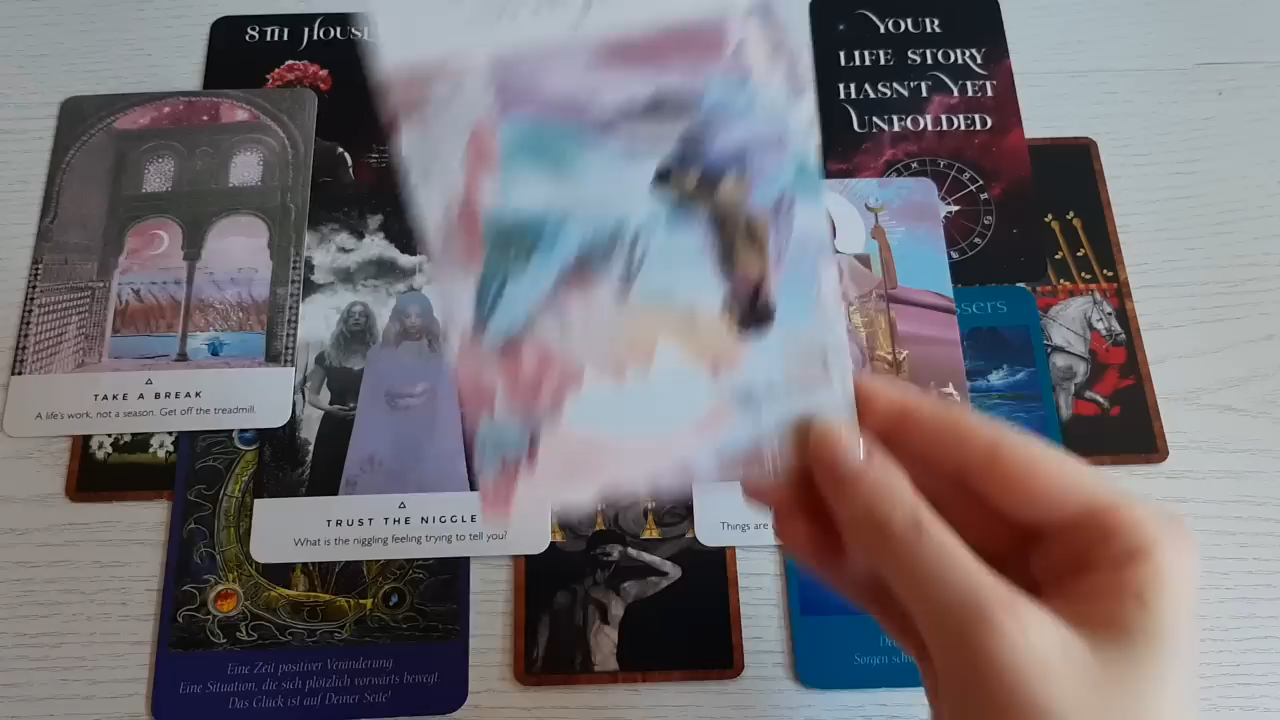 8TH HOUSE
YOUR
LIFE STORY
HASN'T YET
UNFOLDED
TAKE A BREAK
A life's work, not a season. Get off the treadmill.
TRUST THE NIGGLE
What is the niggling feeling trying to tell you?
Things are
Eine Zeit positiver Veränderung
Eine Situation, die sich plötzlich vorwärts bewegt.
Das Glück ist auf Deiner Seite!